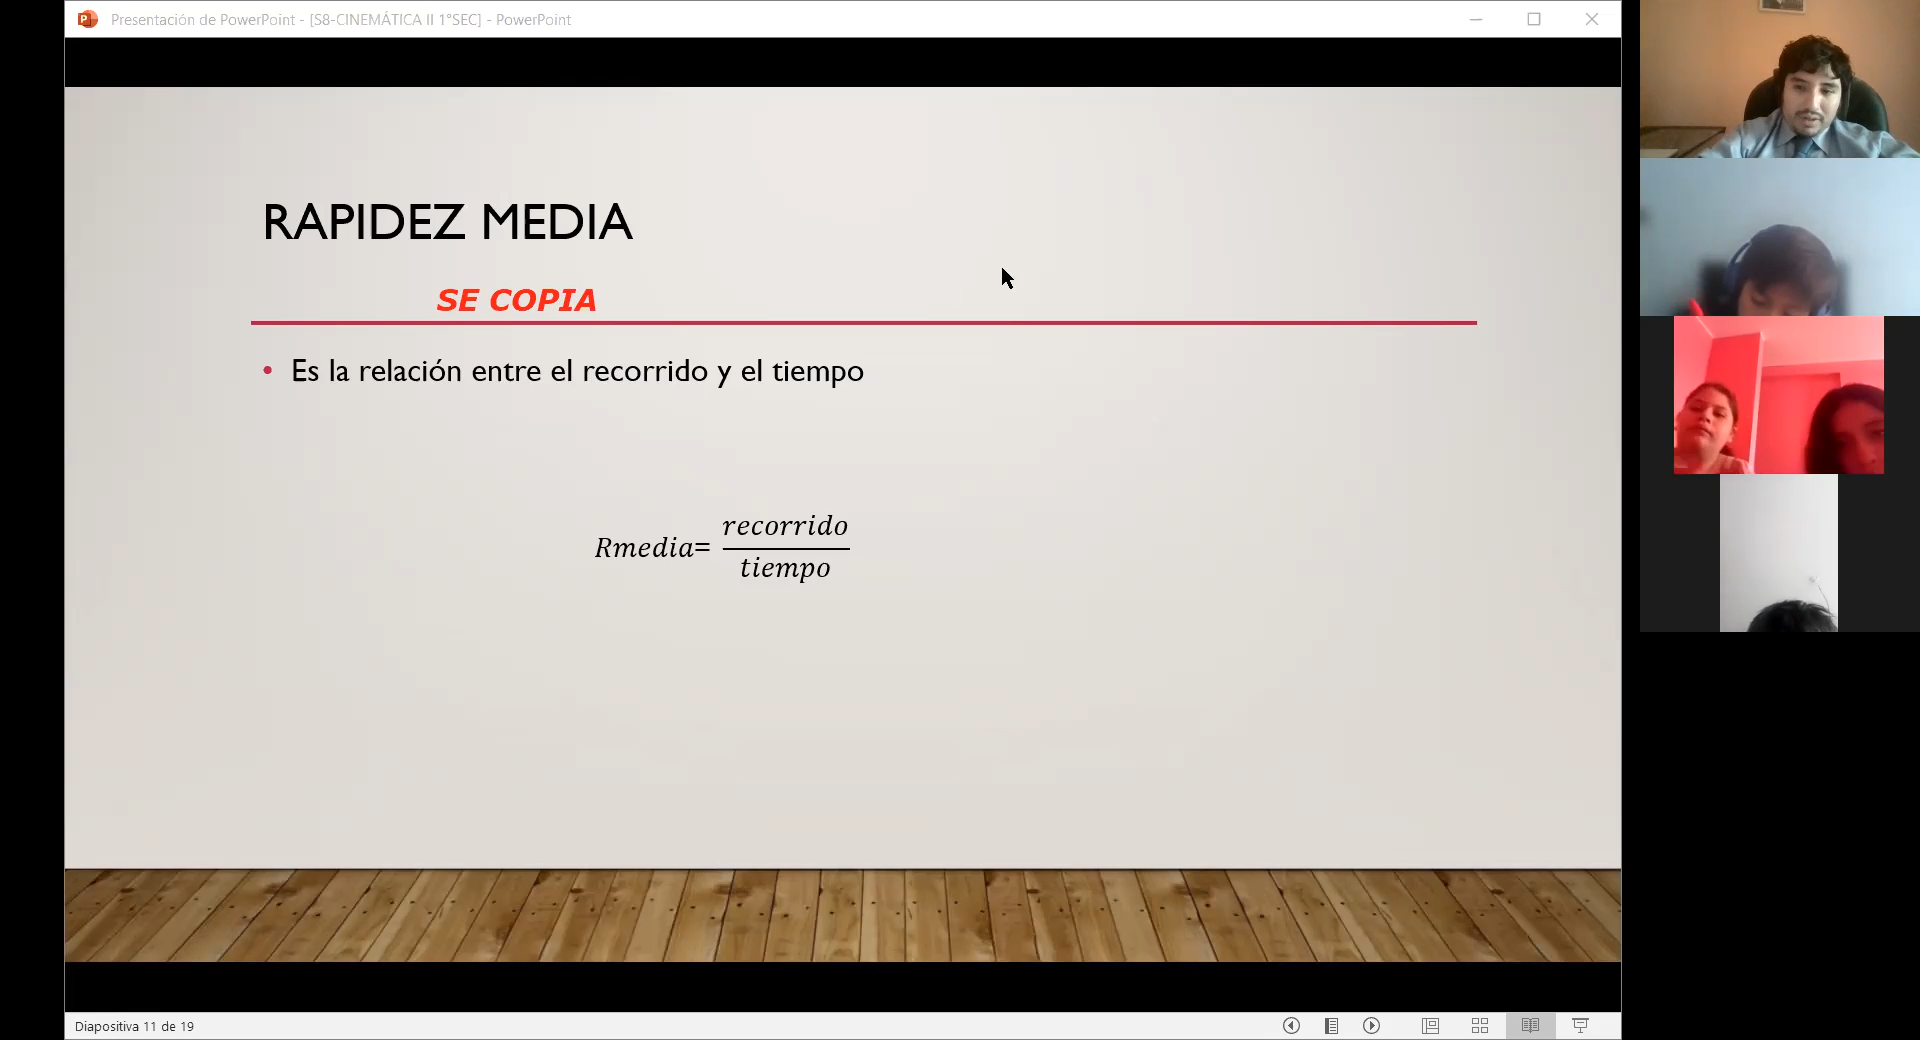 Presentación de PowerPoint - [S8-CINEMÁTICA II 1°SEC] - PowerPoint
RAPIDEZ MEDIA
SE COPIA
• Es la relación entre el recorrido y el tiempo
Rmedia= recorrido
tiempo
Diapositiva 11 de 19